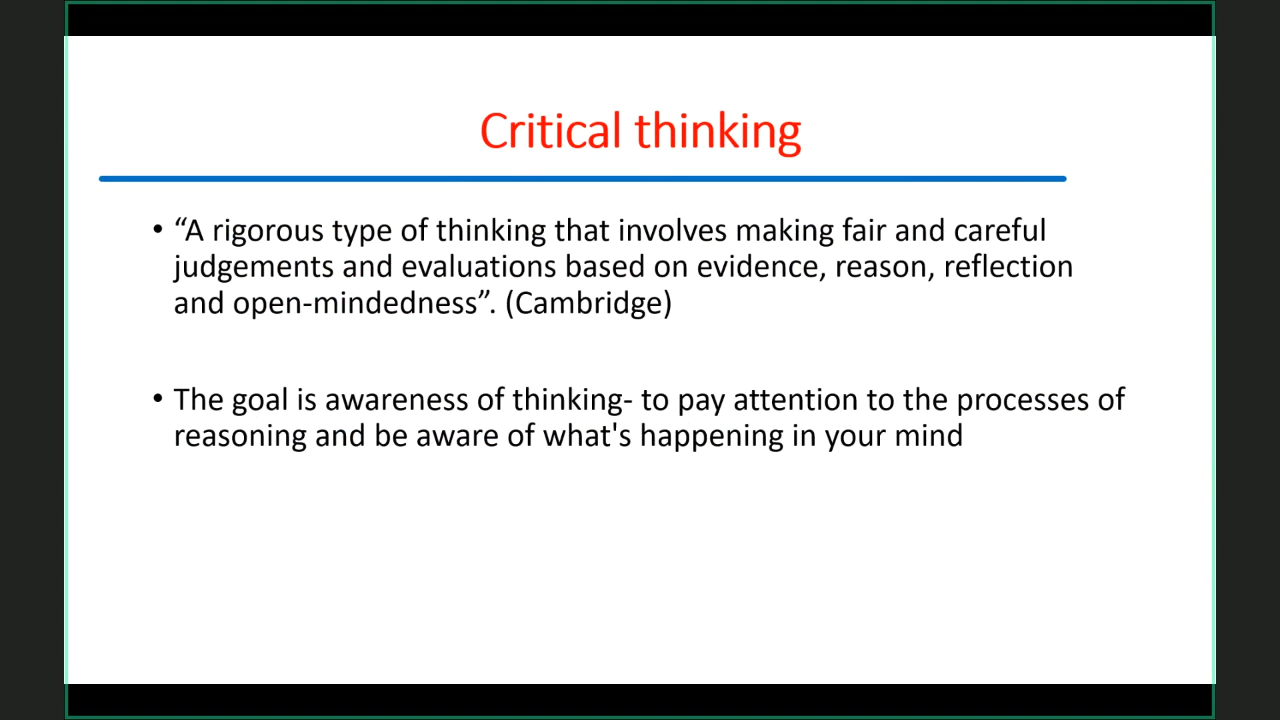 Critical thinking
• “A rigorous type of thinking that involves making fair and careful
judgements and evaluations based on evidence, reason, reflection
and open-mindedness”. (Cambridge)
• The goal is awareness of thinking- to pay attention to the processes of
reasoning and be aware of what's happening in your mind